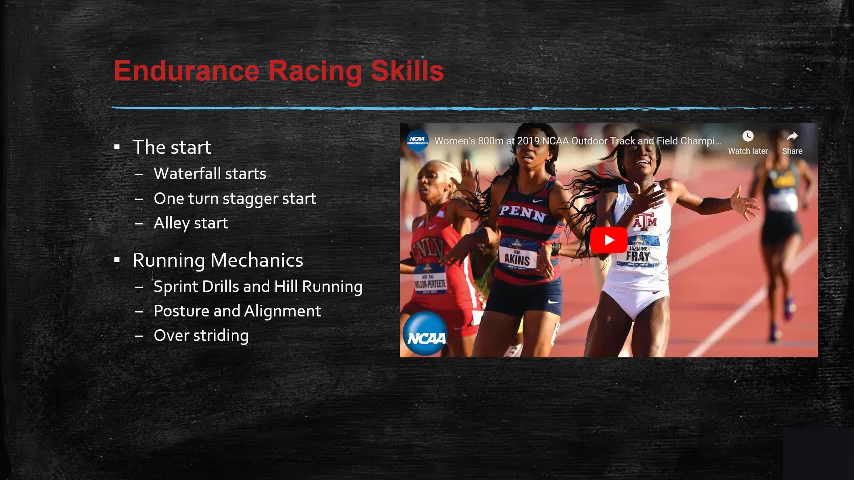 Endurance Racing Skills
The start
– Waterfall starts
– One turn stagger start
– Alley start
Running Mechanics
– Sprint Drills and Hill Running
– Posture and Alignment
– Over striding
NCAA
Women's 800m at 2019 NCAA Outdoor Track and Field Champi...
Watch later
Share
PENN
AKINS
A&M
FRAY
NCAA